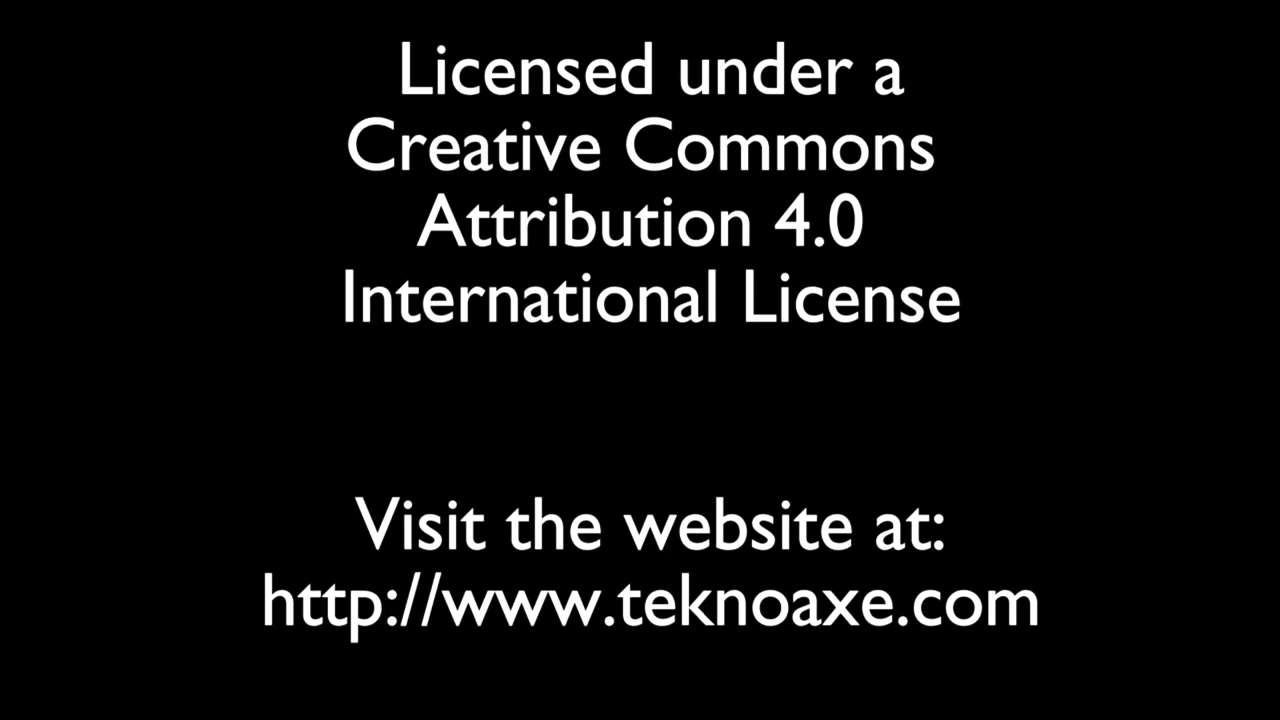 Licensed under a
Creative Commons
Attribution 4.0
International License
Visit the website at:
http://www.teknoaxe.com